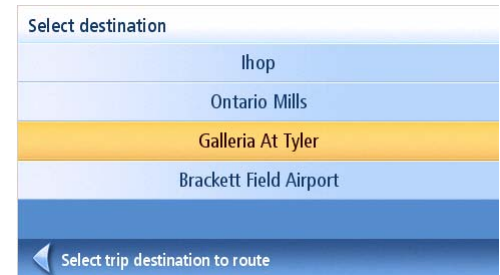 Select destination
Ihop
Ontario Mills
Galleria At Tyler
Brackett Field Airport
Select trip destination to route